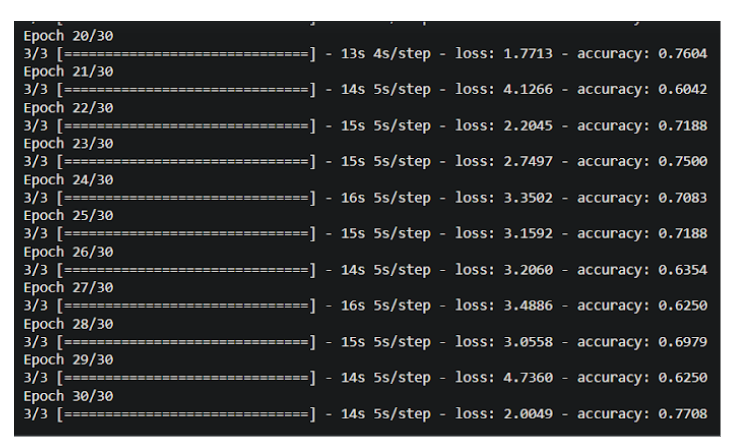 Epoch 20/30
3/3 [==============================] - 13s 4s/step - loss: 1.7713 - accuracy: 0.7604
Epoch 21/30
3/3 [==============================] - 14s 5s/step - loss: 4.1266 - accuracy: 0.6042
Epoch 22/30
3/3 [==============================] - 15s 5s/step - loss: 2.2045 - accuracy: 0.7188
Epoch 23/30
3/3 [==============================] - 15s 5s/step - loss: 2.7497 - accuracy: 0.7500
Epoch 24/30
3/3 [==============================] - 16s 5s/step - loss: 3.3502 - accuracy: 0.7083
Epoch 25/30
3/3 [==============================] - 15s 5s/step - loss: 3.1592 - accuracy: 0.7188
Epoch 26/30
3/3 [==============================] - 14s 5s/step - loss: 3.2060 - accuracy: 0.6354
Epoch 27/30
3/3 [==============================] - 16s 5s/step - loss: 3.4886 - accuracy: 0.6250
Epoch 28/30
3/3 [==============================] - 15s 5s/step - loss: 3.0558 - accuracy: 0.6979
Epoch 29/30
3/3 [==============================] - 14s 5s/step - loss: 4.7360 - accuracy: 0.6250
Epoch 30/30
3/3 [==============================] - 14s 5s/step - loss: 2.0049 - accuracy: 0.7708